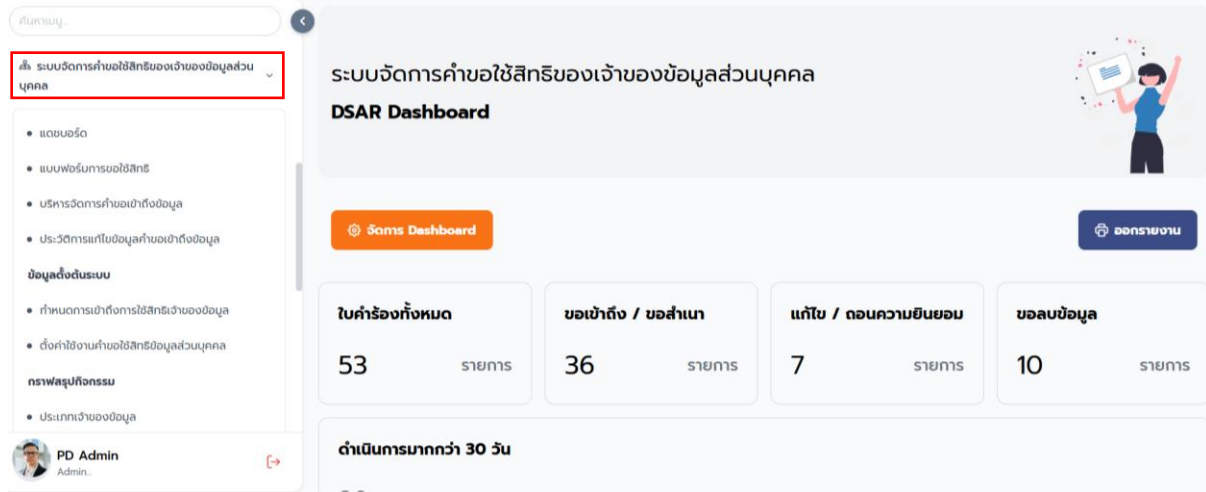 ค้นหาเมนู..
ระบบจัดการคำขอใช้สิทธิของเจ้าของข้อมูลส่วน
บุคคล
แดชบอร์ด
แบบฟอร์มการขอใช้สิทธิ
บริหารจัดการคำขอเข้าถึงข้อมูล
ประวัติการแก้ไขข้อมูลคำขอเข้าถึงข้อมูล
ข้อมูลตั้งต้นระบบ
กำหนดการเข้าถึงการใช้สิทธิเจ้าของข้อมูล
ตั้งค่าใช้งานคำขอใช้สิทธิข้อมูลส่วนบุคคล
กราฟสรุปกิจกรรม
ประเภทเจ้าของข้อมูล
PD Admin
Admin..
ระบบจัดการคำขอใช้สิทธิของเจ้าของข้อมูลส่วนบุคคล
DSAR Dashboard
จัดการ Dashboard
ออกรายงาน
ใบคำร้องทั้งหมด
53 รายการ
ขอเข้าถึง / ขอสำเนา
36 รายการ
แก้ไข / ถอนความยินยอม
7 รายการ
ขอลบข้อมูล
10 รายการ
ดำเนินการมากกว่า 30 วัน